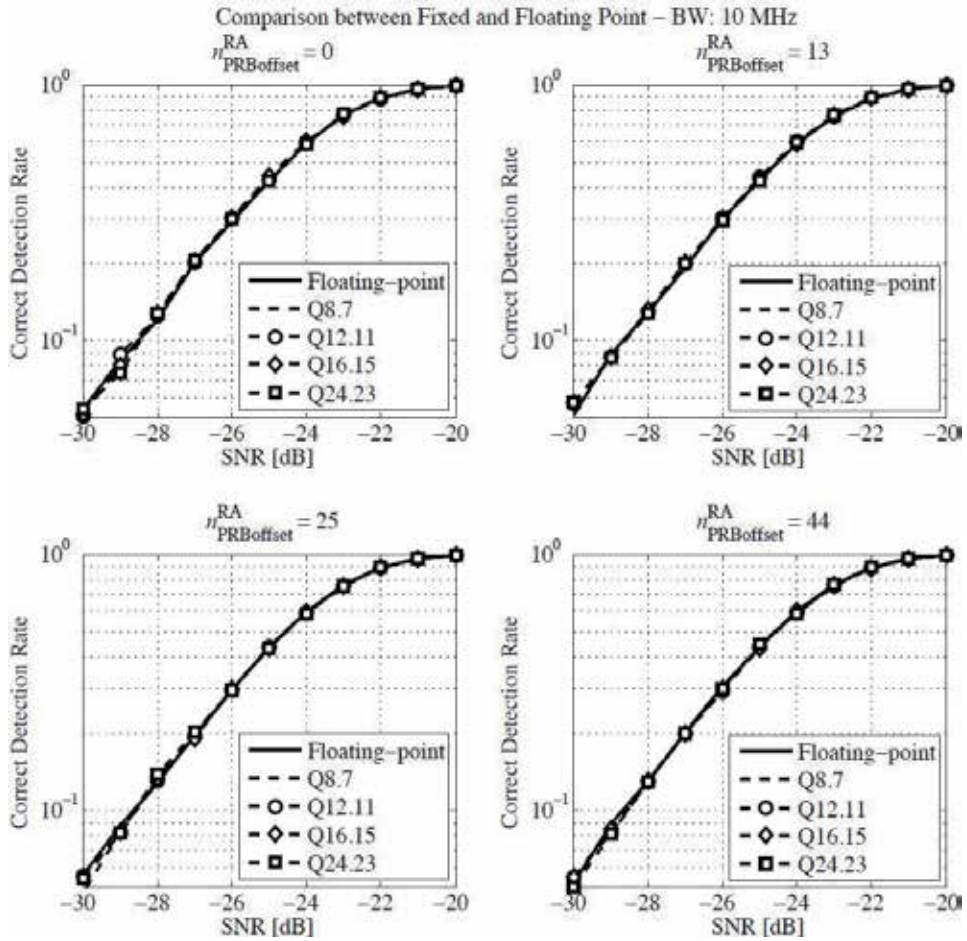 Comparison between Fixed and Floating Point – BW: 10 MHz
n^RA_PRBoffset = 0
10^0
10^-1
Correct Detection Rate
Floating-point
Q8.7
Q12.11
Q16.15
Q24.23
-30 -28 -26 -24 -22 -20
SNR [dB]
n^RA_PRBoffset = 13
10^0
10^-1
Correct Detection Rate
Floating-point
Q8.7
Q12.11
Q16.15
Q24.23
-30 -28 -26 -24 -22 -20
SNR [dB]
n^RA_PRBoffset = 25
10^0
10^-1
Correct Detection Rate
Floating-point
Q8.7
Q12.11
Q16.15
Q24.23
-30 -28 -26 -24 -22 -20
SNR [dB]
n^RA_PRBoffset = 44
10^0
10^-1
Correct Detection Rate
Floating-point
Q8.7
Q12.11
Q16.15
Q24.23
-30 -28 -26 -24 -22 -20
SNR [dB]